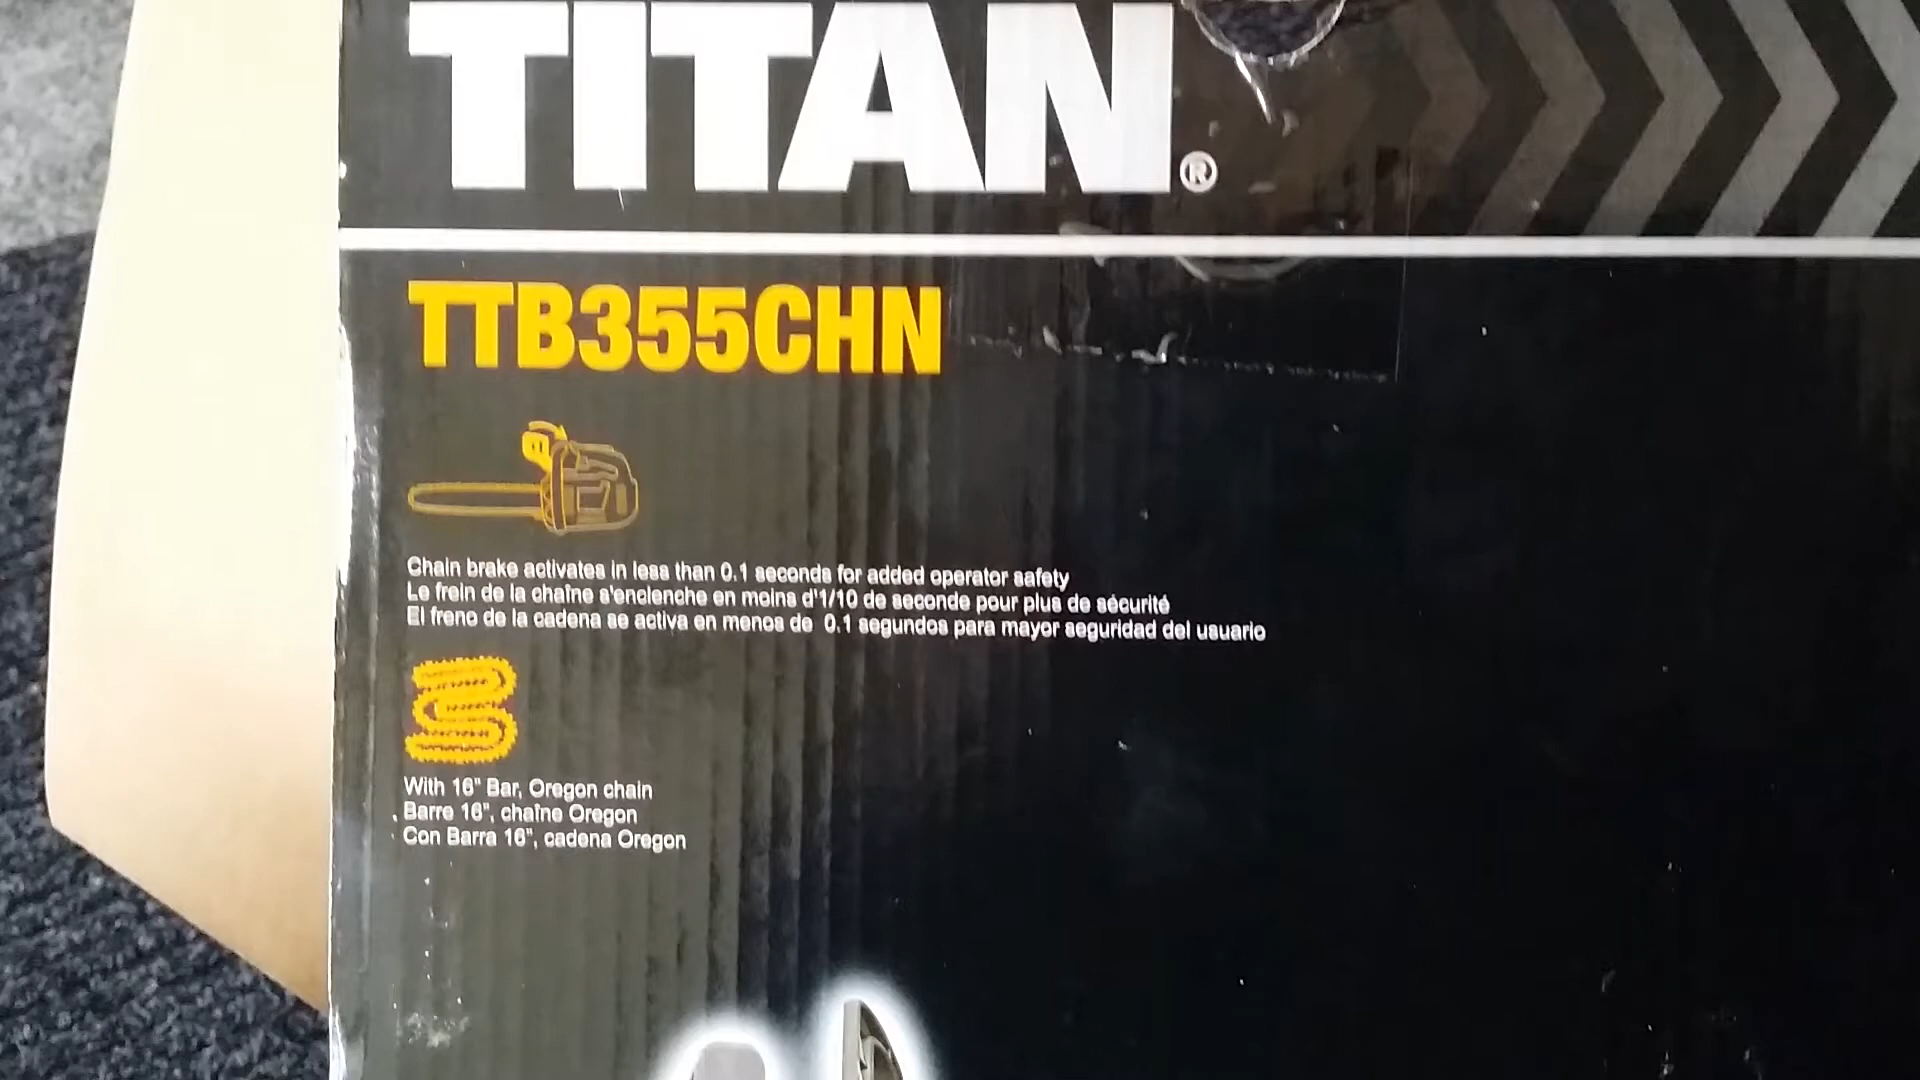 TITAN®
TTB355CHN
Chain brake activates in less than 0.1 seconds for added operator safety
Le frein de la chaîne s'enclenche en moins d'1/10 de seconde pour plus de sécurité
El freno de la cadena se activa en menos de 0.1 segundos para mayor seguridad del usuario
With 16" Bar, Oregon chain
Barre 16", chaîne Oregon
Con Barra 16", cadena Oregon